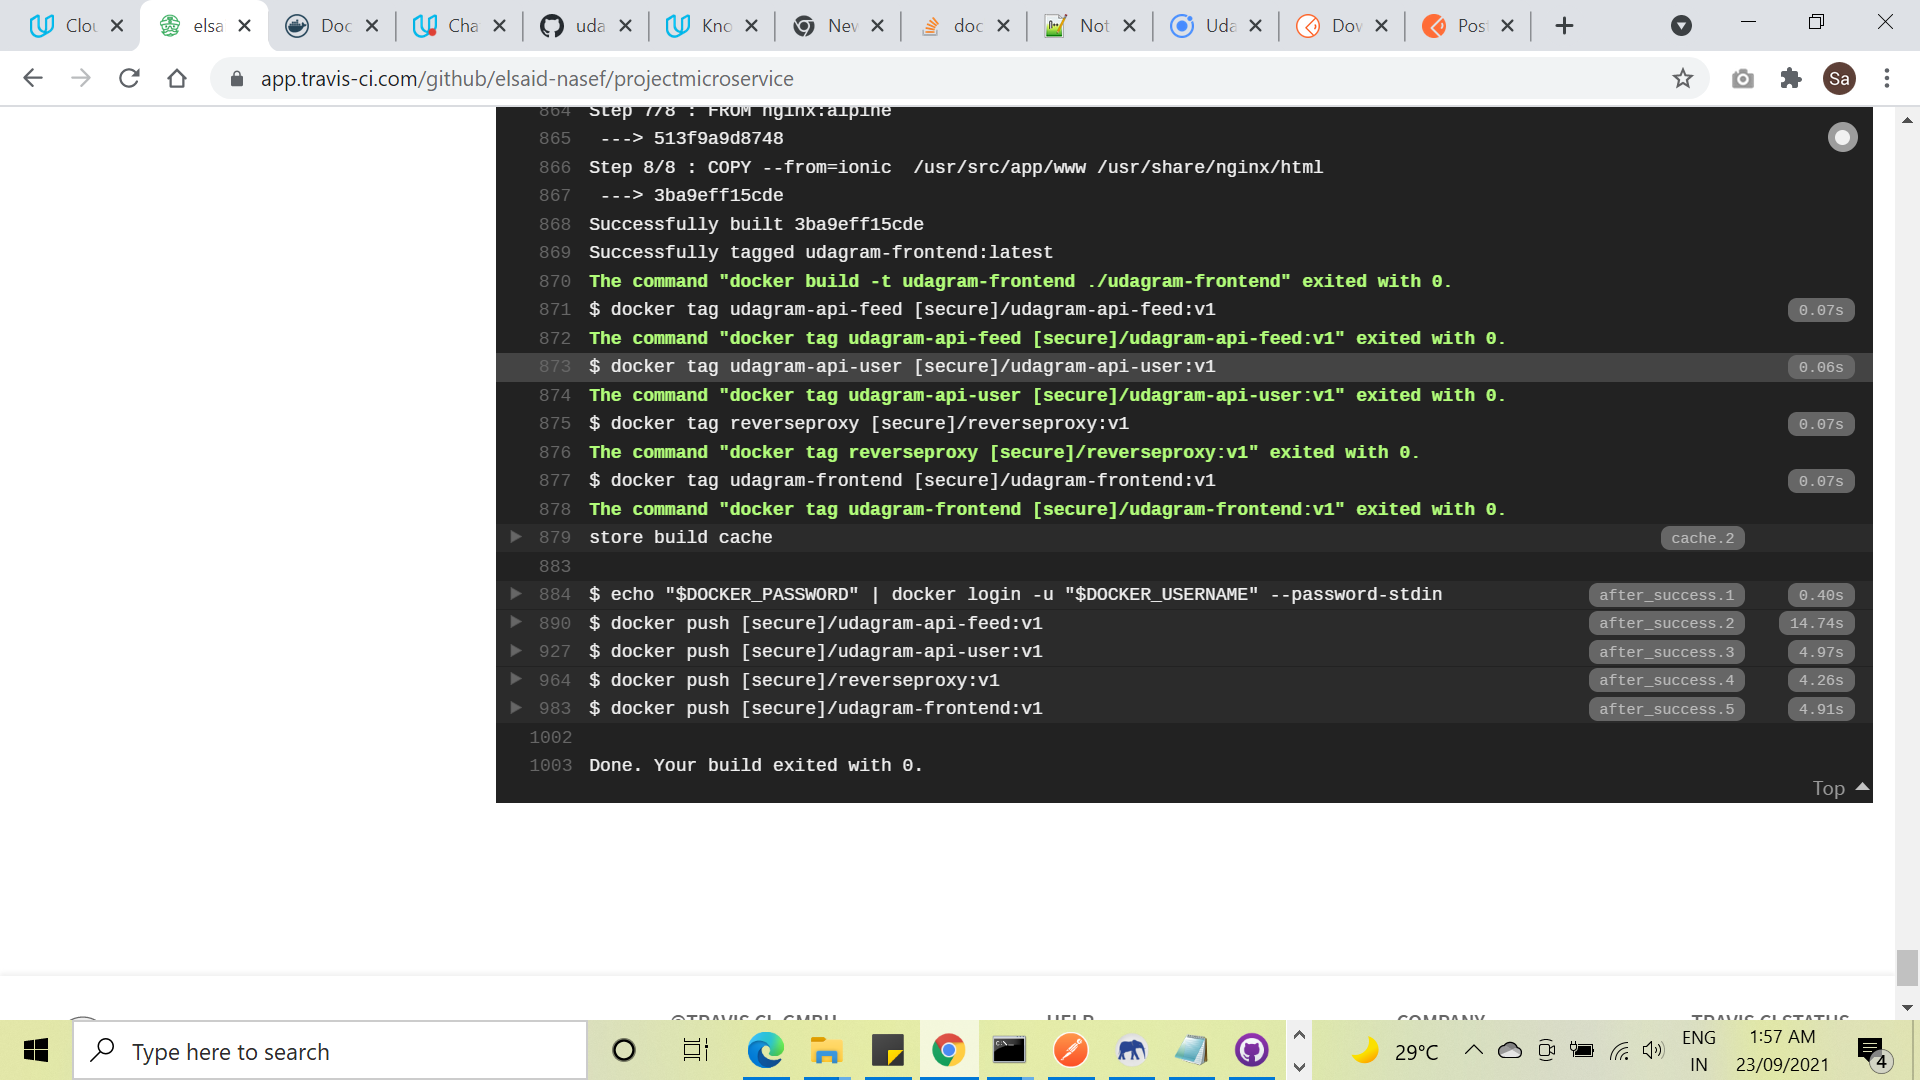 Clou
elsa
Doc
Cha
uda
Kno
Nev
doc
Not
Uda
Dov
Post
app.travis-ci.com/github/elsaid-nasef/projectmicroservice
Sa
864 Step 7/8 : FROM nginx:alpine
865 ---> 513f9a9d8748
866 Step 8/8 : COPY --from=ionic  /usr/src/app/www /usr/share/nginx/html
867 ---> 3ba9eff15cde
868 Successfully built 3ba9eff15cde
869 Successfully tagged udagram-frontend:latest
870 The command "docker build -t udagram-frontend ./udagram-frontend" exited with 0.
871 $ docker tag udagram-api-feed [secure]/udagram-api-feed:v1 0.07s
872 The command "docker tag udagram-api-feed [secure]/udagram-api-feed:v1" exited with 0.
873 $ docker tag udagram-api-user [secure]/udagram-api-user:v1 0.06s
874 The command "docker tag udagram-api-user [secure]/udagram-api-user:v1" exited with 0.
875 $ docker tag reverseproxy [secure]/reverseproxy:v1 0.07s
876 The command "docker tag reverseproxy [secure]/reverseproxy:v1" exited with 0.
877 $ docker tag udagram-frontend [secure]/udagram-frontend:v1 0.07s
878 The command "docker tag udagram-frontend [secure]/udagram-frontend:v1" exited with 0.
879 store build cache cache.2
883
884 $ echo "$DOCKER_PASSWORD" | docker login -u "$DOCKER_USERNAME" --password-stdin after_success.1 0.40s
890 $ docker push [secure]/udagram-api-feed:v1 after_success.2 14.74s
927 $ docker push [secure]/udagram-api-user:v1 after_success.3 4.97s
964 $ docker push [secure]/reverseproxy:v1 after_success.4 4.26s
983 $ docker push [secure]/udagram-frontend:v1 after_success.5 4.91s
1002
1003 Done. Your build exited with 0.
Top
©TRAVIS CI, GMBH HELP COMPANY TRAVIS CI STATUS
Type here to search
29°C
ENG
IN
1:57 AM
23/09/2021
4